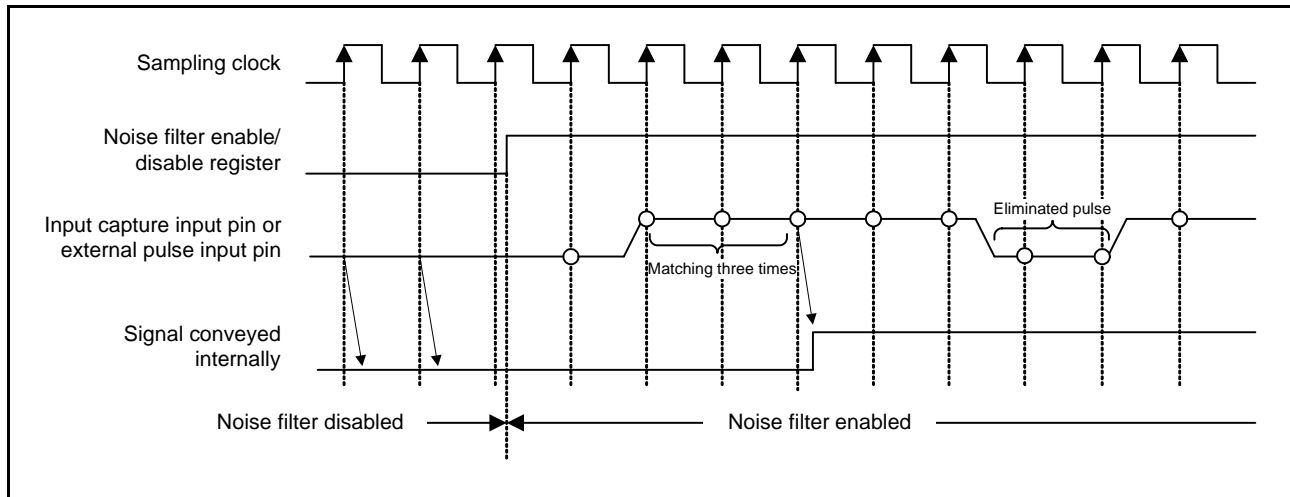 Sampling clock
Noise filter enable/
disable register
Input capture input pin or
external pulse input pin
Eliminated pulse
Matching three times
Signal conveyed
internally
Noise filter disabled
Noise filter enabled